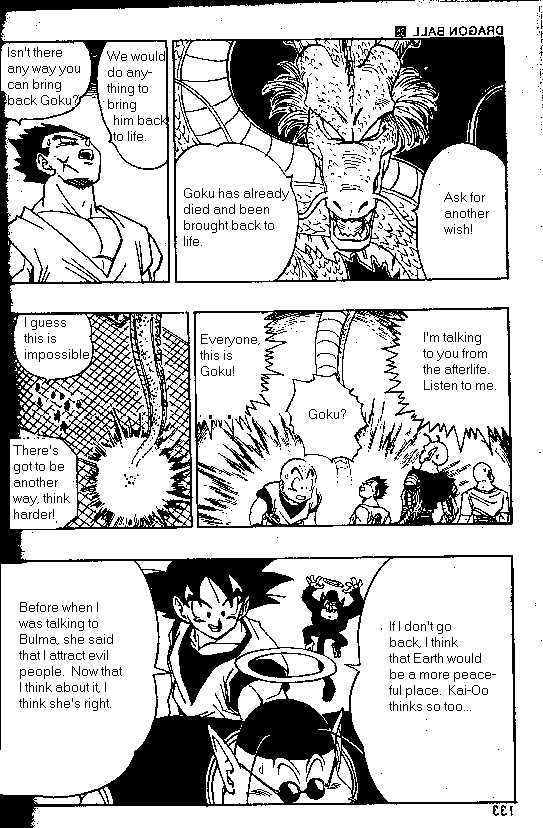 DRAGON BALL
Isn't there
any way you
can bring
back Goku?
We would
do any-
thing to
bring
him back
to life.
Goku has already
died and been
brought back to
life.
Ask for
another
wish!
I guess
this is
impossible
There's
got to be
another
way, think
harder!
Everyone,
this is
Goku!
Goku?
I'm talking
to you from
the afterlife.
Listen to me.
Before when I
was talking to
Bulma, she said
that I attract evil
people. Now that
I think about it, I
think she's right.
If I don't go
back, I think
that Earth would
be a more peace-
ful place. Kai-Oo
thinks so too...
133